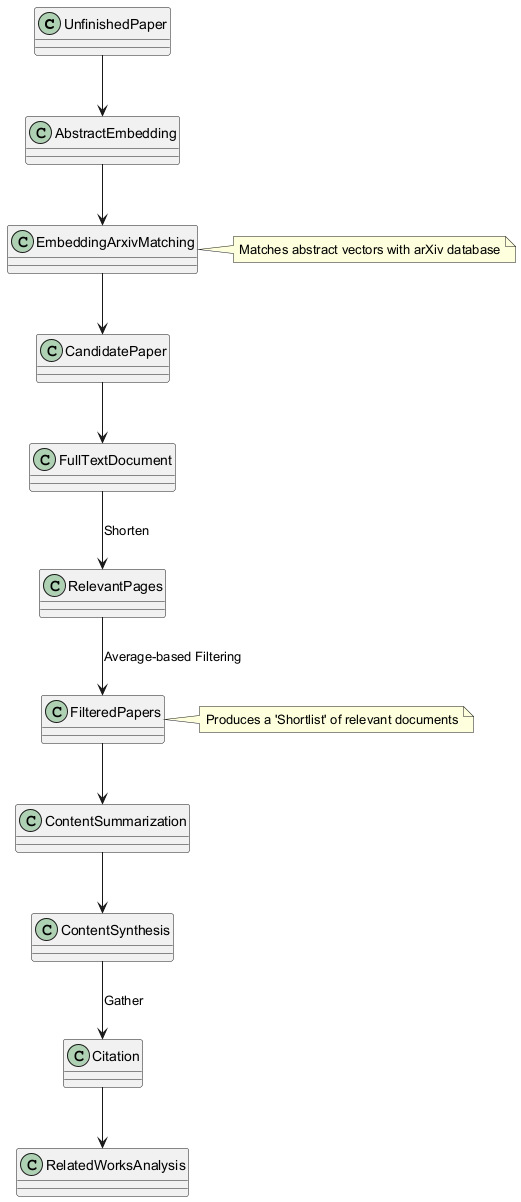 C UnfinishedPaper
C AbstractEmbedding
C EmbeddingArxivMatching
Matches abstract vectors with arXiv database
C CandidatePaper
C FullTextDocument
Shorten
C RelevantPages
Average-based Filtering
C FilteredPapers
Produces a 'Shortlist' of relevant documents
C ContentSummarization
C ContentSynthesis
Gather
C Citation
C RelatedWorksAnalysis